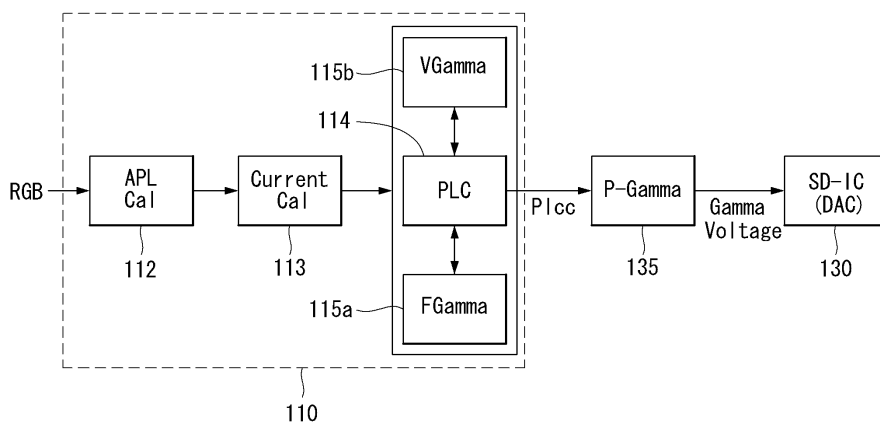 115b
VGamma
114
RGB
APL
Cal
Current
Cal
PLC
PIcc
P-Gamma
Gamma
Voltage
SD-IC
(DAC)
112
113
135
130
115a
FGamma
110